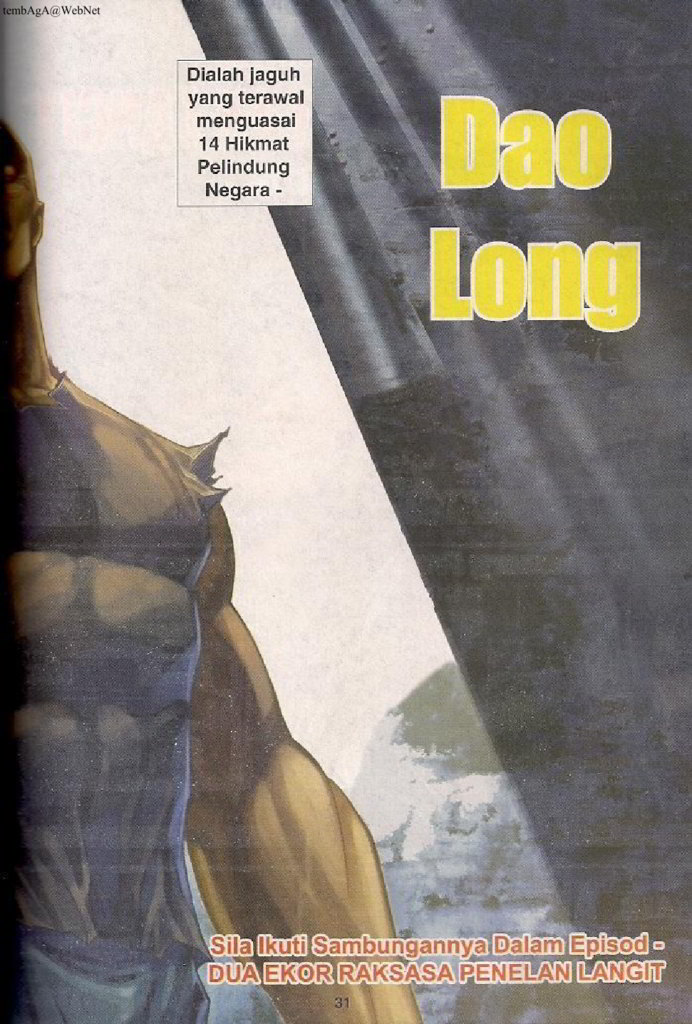 tembAgA@WebNet
Dialah jaguh
yang terawal
menguasai
14 Hikmat
Pelindung
Negara -
Dao
Long
Sila Ikuti Sambungannya Dalam Episod -
DUA EKOR RAKSASA PENELAN LANGIT
31